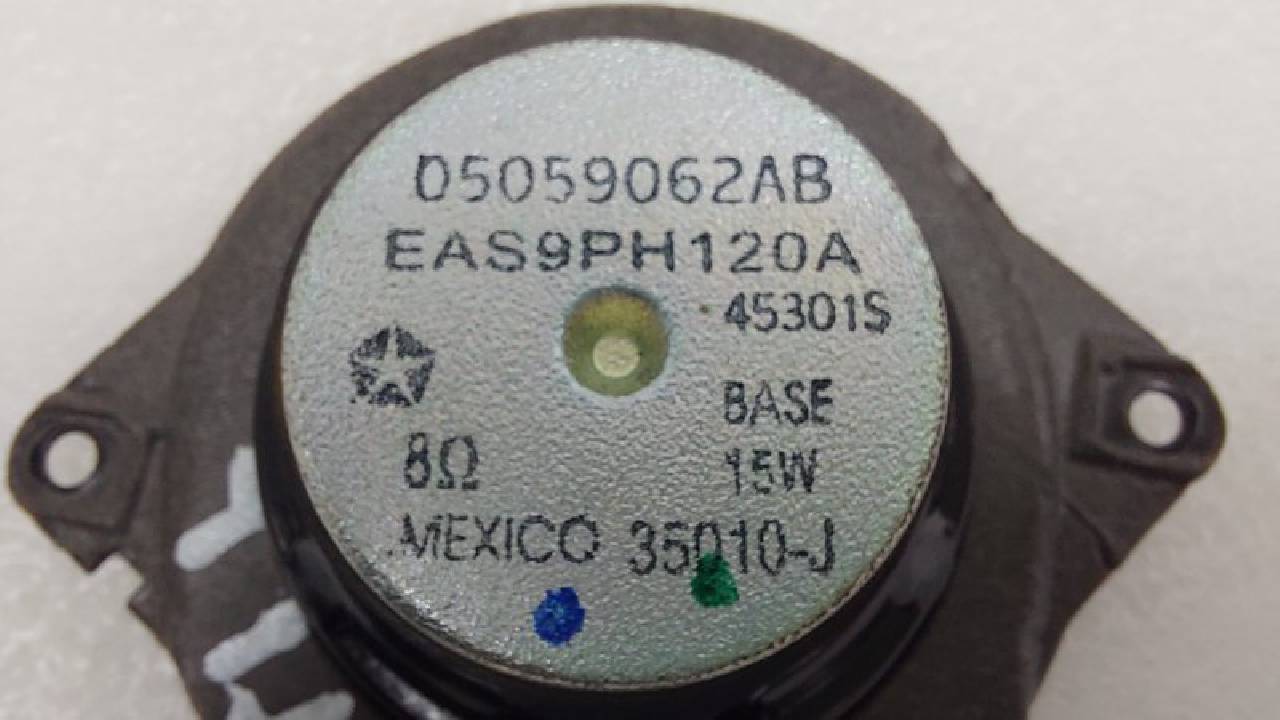 05059062AB
EAS9PH120A
45301S
BASE
8Ω
15W
MEXICO 35010-J